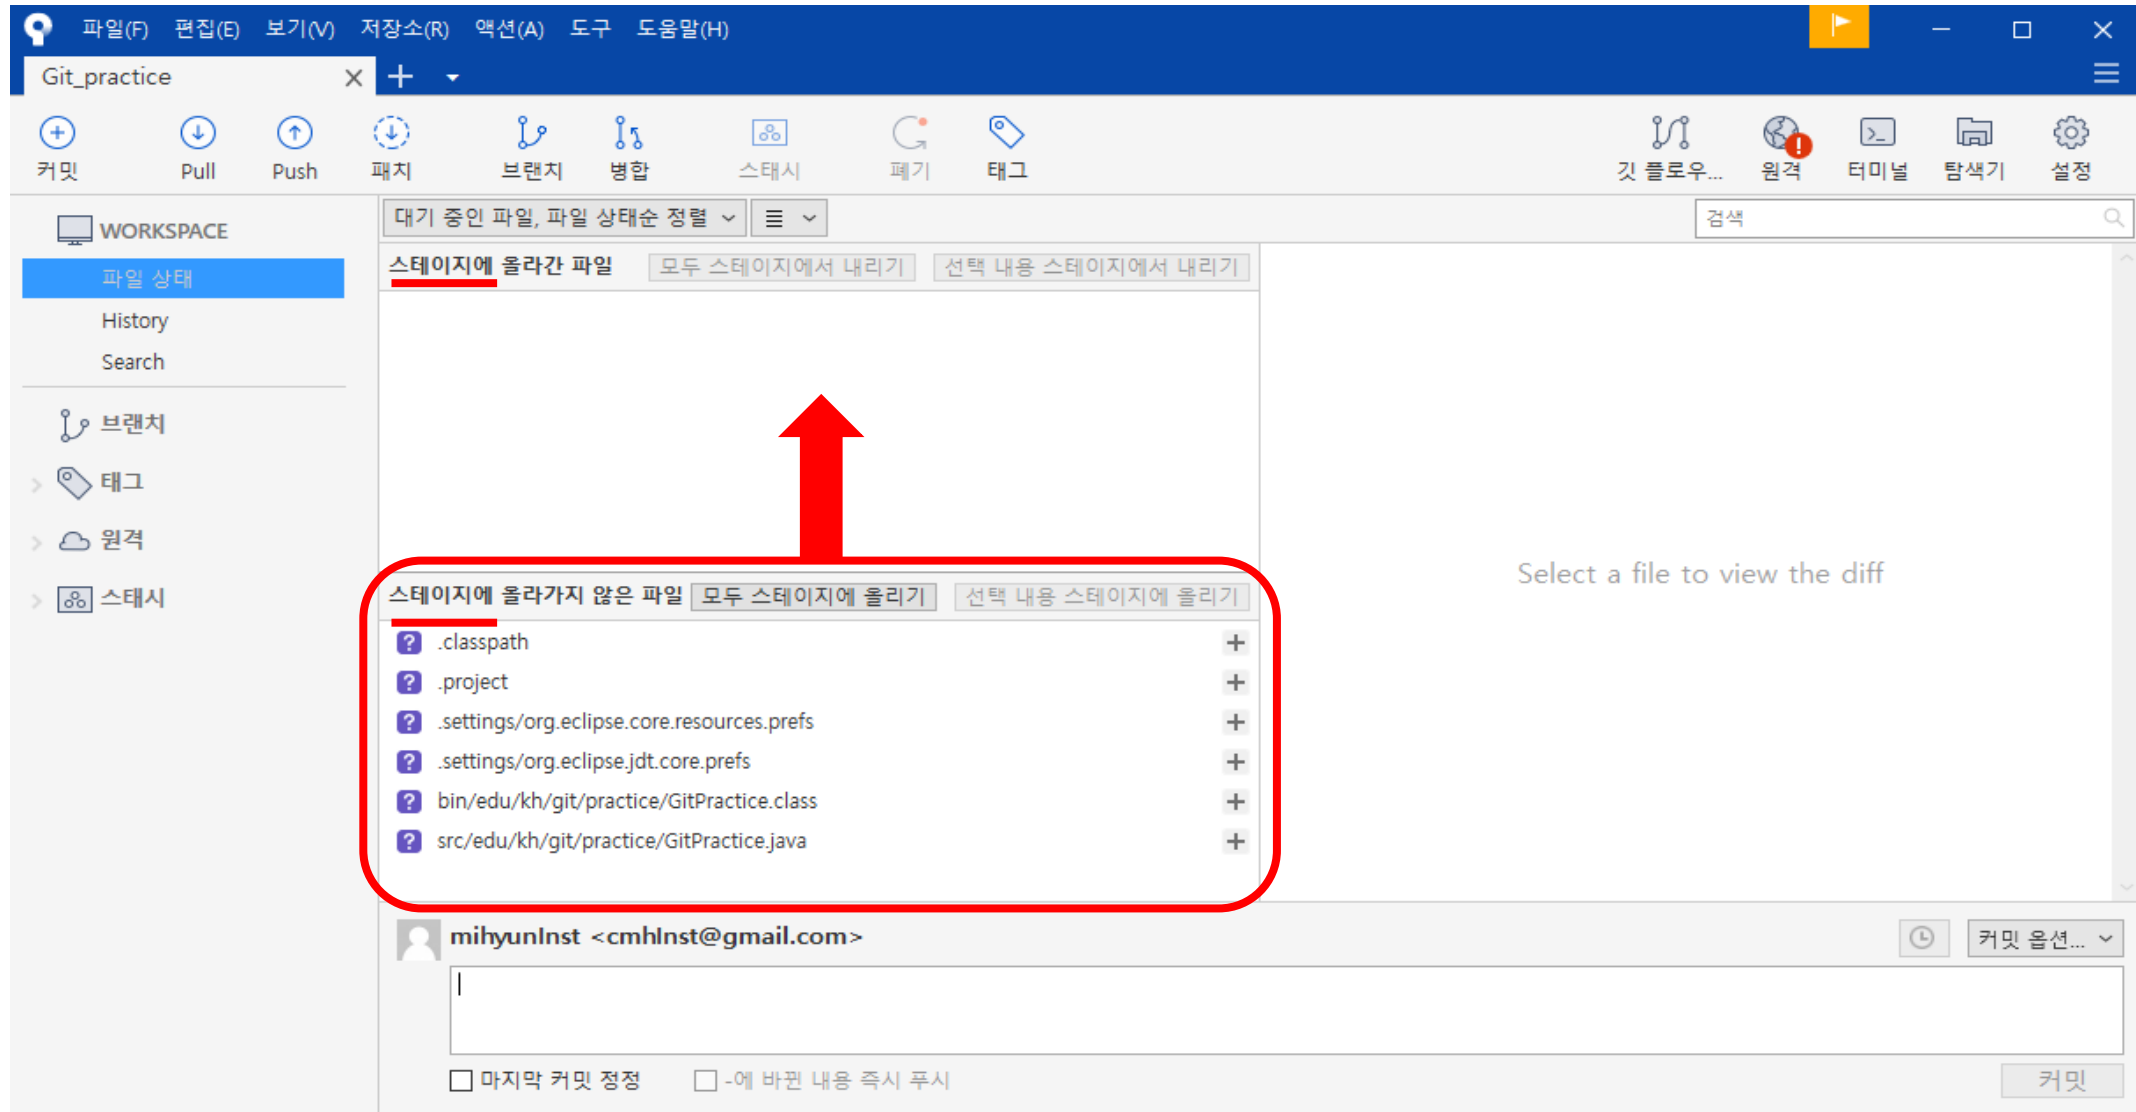 파일(F) 편집(E) 보기(V) 저장소(R) 액션(A) 도구 도움말(H)
Git_practice
커밋 Pull Push 패치 브랜치 병합 스태시 폐기 태그 깃 플로우... 원격 터미널 탐색기 설정
WORKSPACE
파일 상태
History
Search
브랜치
태그
원격
스태시
대기 중인 파일, 파일 상태순 정렬
검색
스테이지에 올라간 파일 모두 스테이지에서 내리기 선택 내용 스테이지에서 내리기
스테이지에 올라가지 않은 파일 모두 스테이지에 올리기 선택 내용 스테이지에 올리기
.classpath
.project
.settings/org.eclipse.core.resources.prefs
.settings/org.eclipse.jdt.core.prefs
bin/edu/kh/git/practice/GitPractice.class
src/edu/kh/git/practice/GitPractice.java
Select a file to view the diff
mihyunInst <cmhInst@gmail.com>
커밋 옵션...
마지막 커밋 정정 -에 바뀐 내용 즉시 푸시
커밋